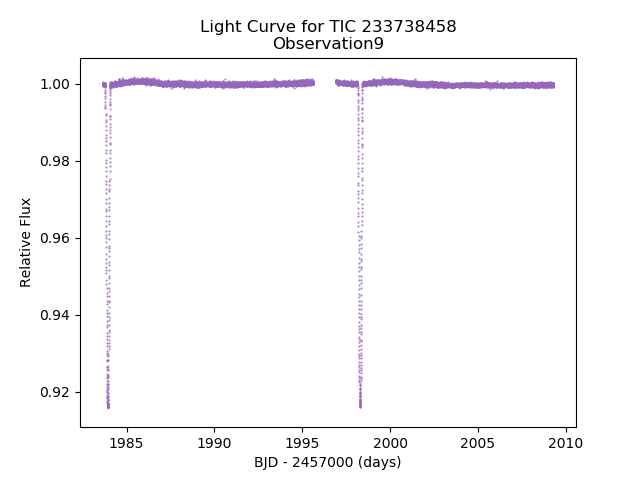 Light Curve for TIC 233738458
Observation9
1.00
0.98
0.96
0.94
0.92
Relative Flux
1985
1990
1995
2000
2005
2010
BJD - 2457000 (days)